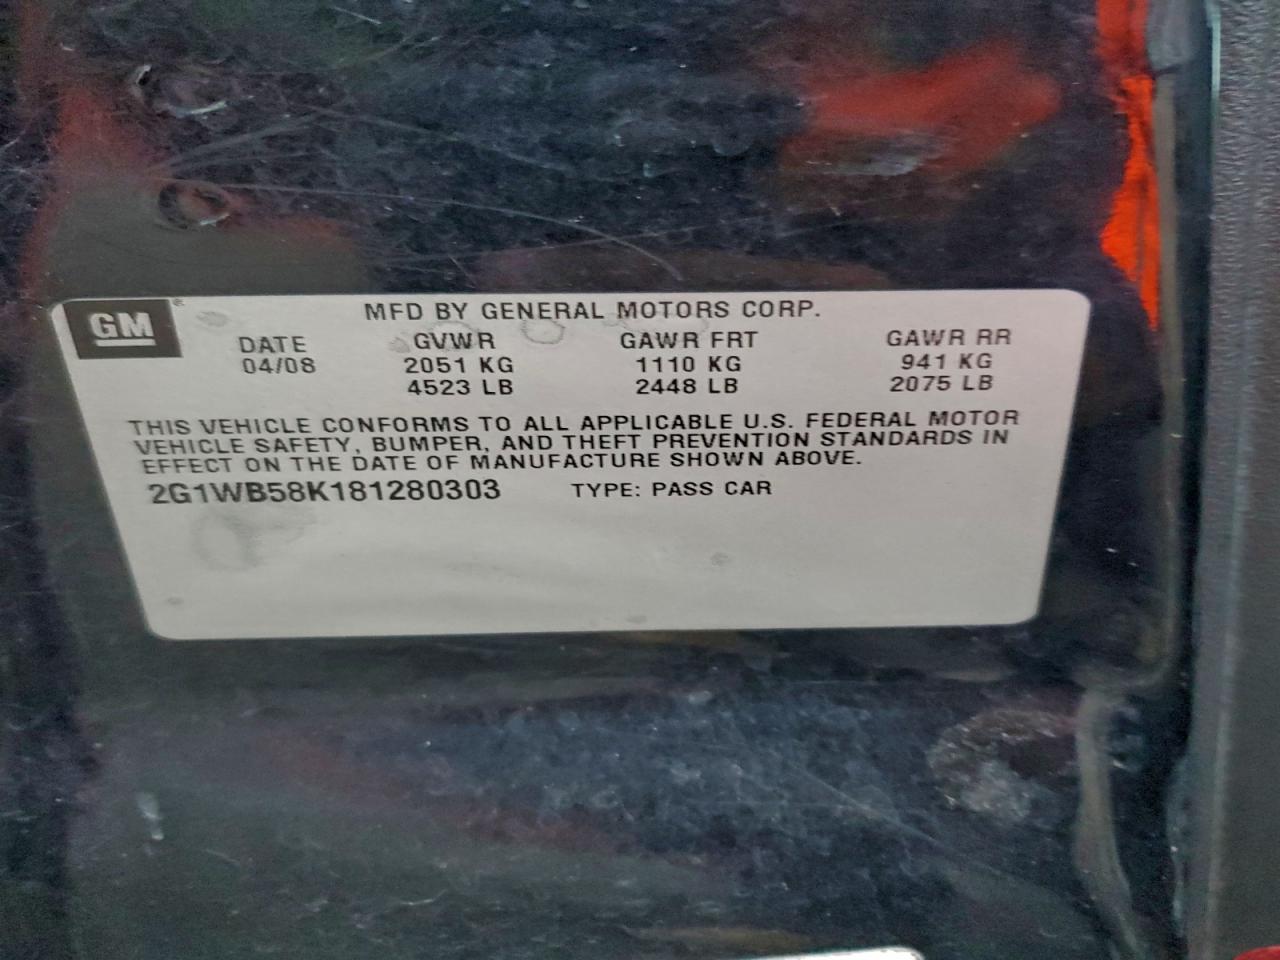 GM
MFD BY GENERAL MOTORS CORP.
DATE GVWR GAWR FRT GAWR RR
04/08 2051 KG 1110 KG 941 KG
4523 LB 2448 LB 2075 LB
THIS VEHICLE CONFORMS TO ALL APPLICABLE U.S. FEDERAL MOTOR
VEHICLE SAFETY, BUMPER, AND THEFT PREVENTION STANDARDS IN
EFFECT ON THE DATE OF MANUFACTURE SHOWN ABOVE.
2G1WB58K181280303 TYPE: PASS CAR